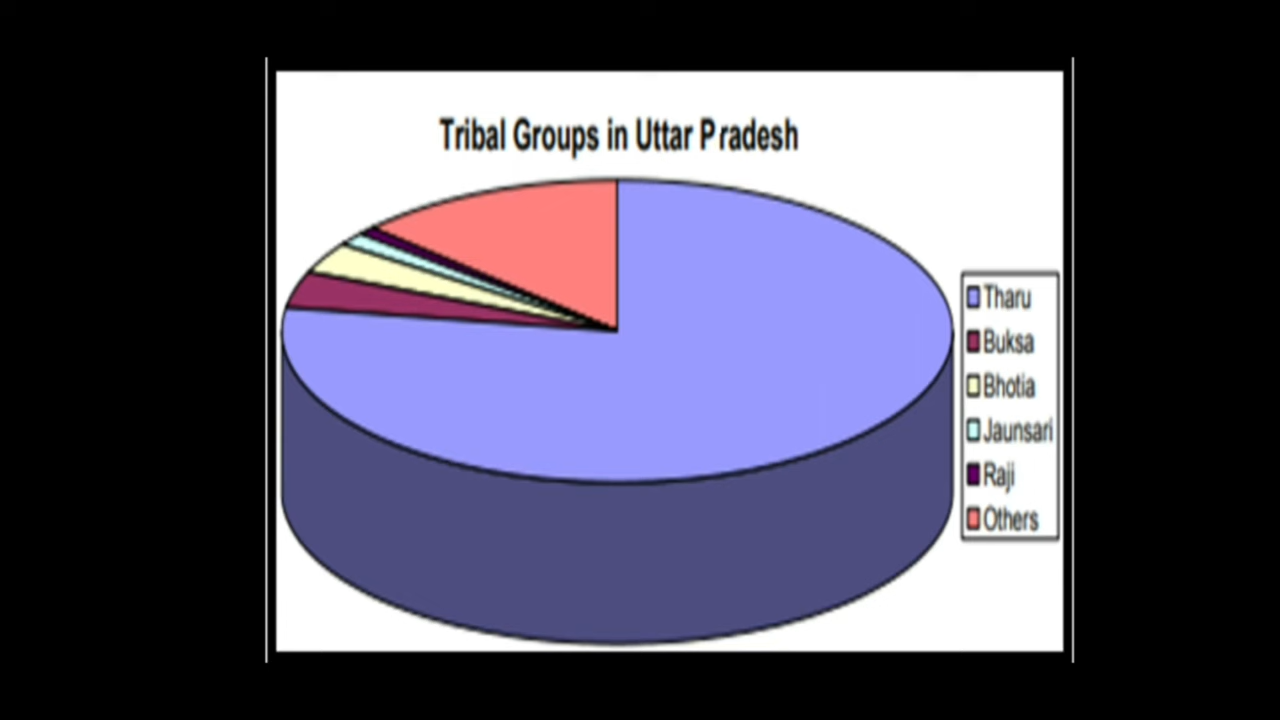 Tribal Groups in Uttar Pradesh
Tharu
Buksa
Bhotia
Jaunsari
Raji
Others